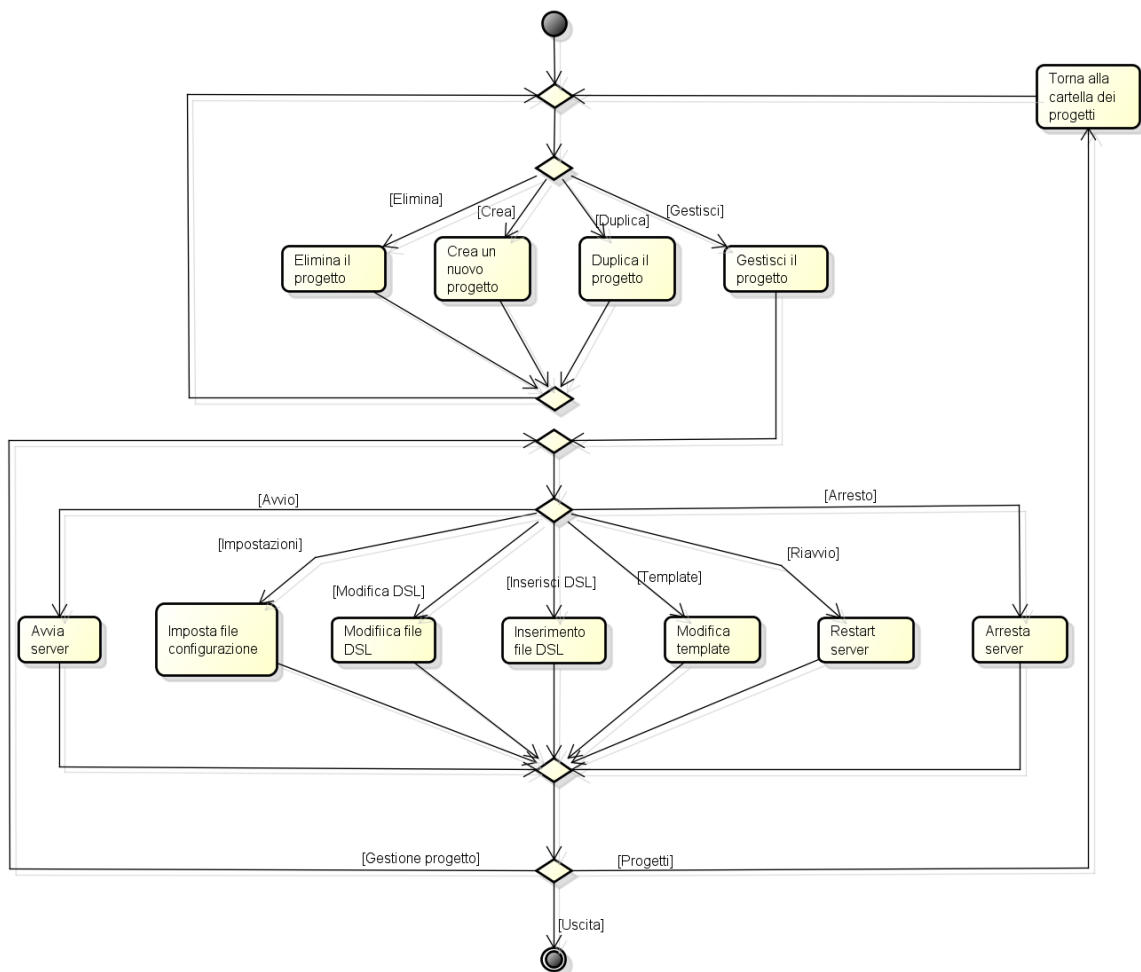 Torna alla
cartella dei
progetti
[Elimina]
[Crea]
[Duplica]
[Gestisci]
Elimina il
progetto
Crea un
nuovo
progetto
Duplica il
progetto
Gestisci il
progetto
[Avvio]
[Arresto]
[Impostazioni]
[Riavvio]
[Modifica DSL]
[Inserisci DSL]
[Template]
Avvia
server
Imposta file
configurazione
Modifiica file
DSL
Inserimento
file DSL
Modifica
template
Restart
server
Arresta
server
[Gestione progetto]
[Progetti]
[Uscita]